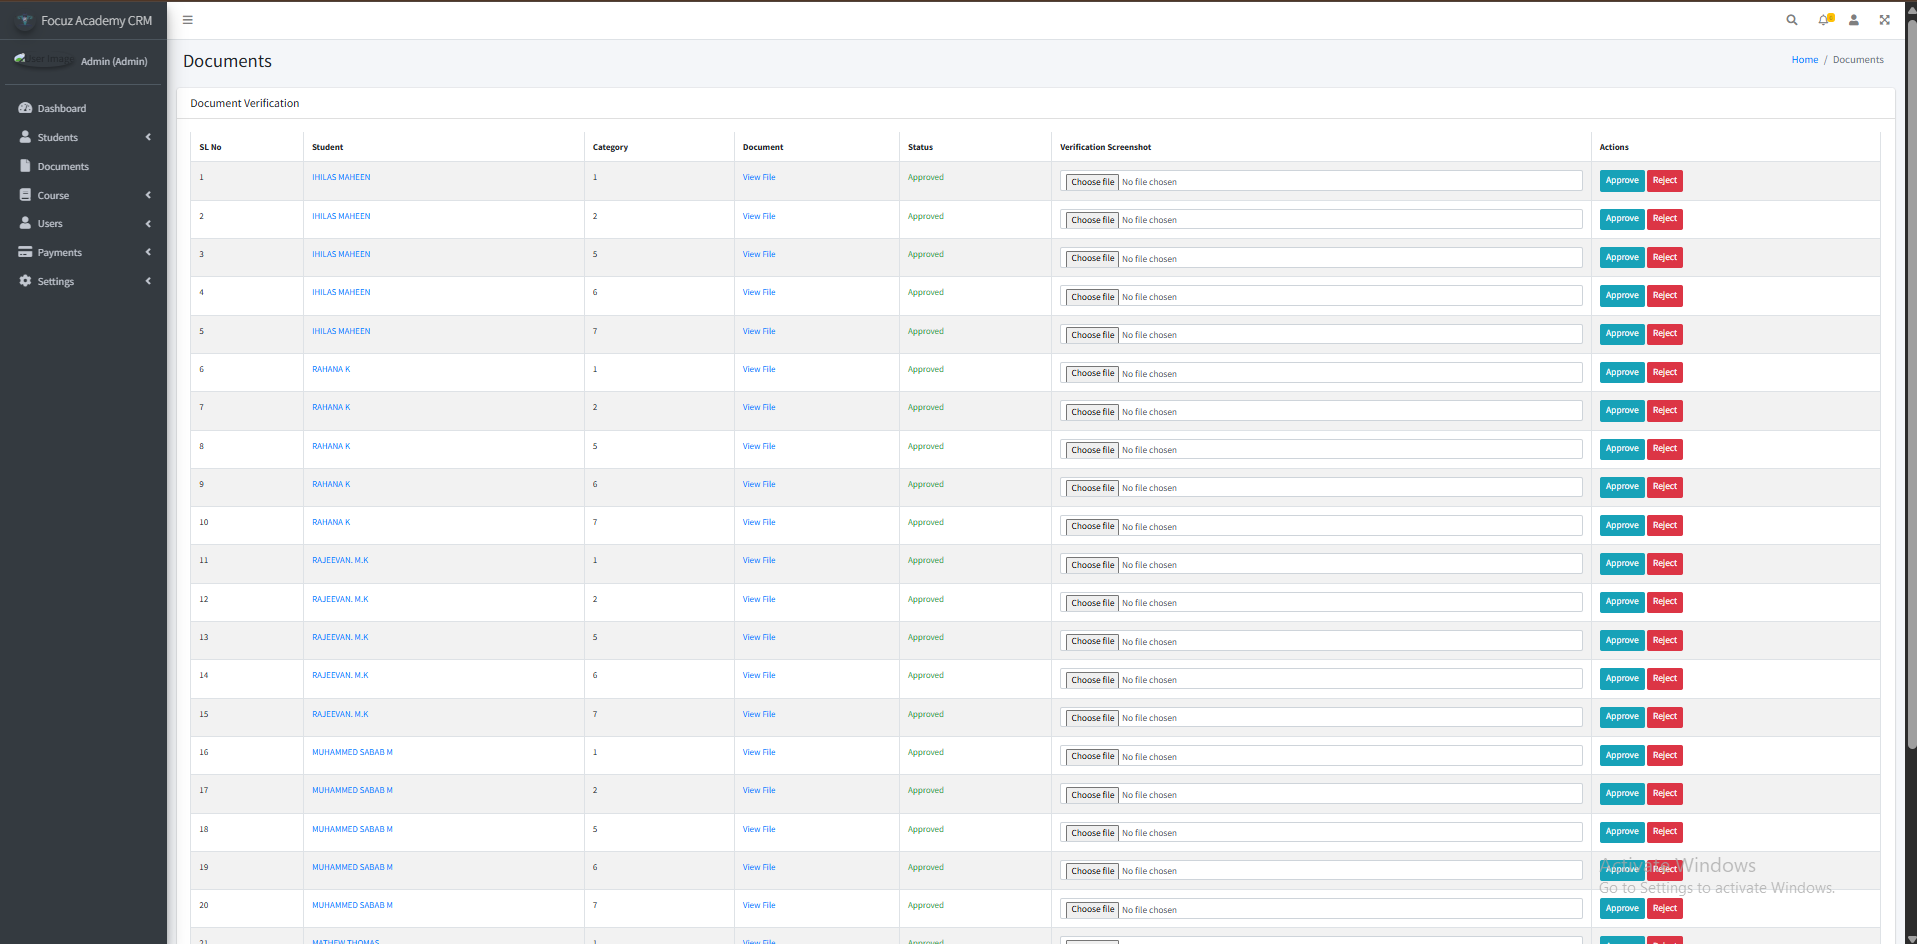 Focuz Academy CRM
Admin (Admin)
Documents
Home / Documents
Dashboard
Students
Documents
Course
Users
Payments
Settings
Document Verification
SL No Student Category Document Status Verification Screenshot Actions
1 IHILAS MAHEEN 1 View File Approved Choose file No file chosen Approve Reject
2 IHILAS MAHEEN 2 View File Approved Choose file No file chosen Approve Reject
3 IHILAS MAHEEN 5 View File Approved Choose file No file chosen Approve Reject
4 IHILAS MAHEEN 6 View File Approved Choose file No file chosen Approve Reject
5 IHILAS MAHEEN 7 View File Approved Choose file No file chosen Approve Reject
6 RAHANA K 1 View File Approved Choose file No file chosen Approve Reject
7 RAHANA K 2 View File Approved Choose file No file chosen Approve Reject
8 RAHANA K 5 View File Approved Choose file No file chosen Approve Reject
9 RAHANA K 6 View File Approved Choose file No file chosen Approve Reject
10 RAHANA K 7 View File Approved Choose file No file chosen Approve Reject
11 RAJEEVAN. M.K 1 View File Approved Choose file No file chosen Approve Reject
12 RAJEEVAN. M.K 2 View File Approved Choose file No file chosen Approve Reject
13 RAJEEVAN. M.K 5 View File Approved Choose file No file chosen Approve Reject
14 RAJEEVAN. M.K 6 View File Approved Choose file No file chosen Approve Reject
15 RAJEEVAN. M.K 7 View File Approved Choose file No file chosen Approve Reject
16 MUHAMMED SABAB M 1 View File Approved Choose file No file chosen Approve Reject
17 MUHAMMED SABAB M 2 View File Approved Choose file No file chosen Approve Reject
18 MUHAMMED SABAB M 5 View File Approved Choose file No file chosen Approve Reject
19 MUHAMMED SABAB M 6 View File Approved Choose file No file chosen Approve Reject
Activate Windows
Go to Settings to activate Windows.
20 MUHAMMED SABAB M 7 View File Approved Choose file No file chosen Approve Reject
21 MATHEW THOMAS 1 View File Approved